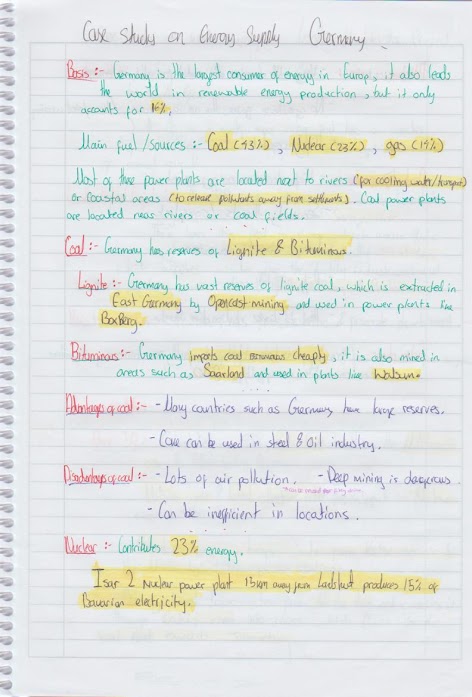 Case study on Energy Supply Germany
Basis :- Germany is the largest consumer of energy in Europ, it also leads
the world in renewable energy production, but it only
accounts for 16%.
Main fuel/sources :- Coal (43%), Nuclear (23%), gas (14%)
Most of these power plants are located next to rivers (for cooling water/transport)
or Coastal areas (to release pollutants away from settlements). Coal power plants
are located near rivers or coal fields.
Coal :- Germany has reserves of Lignite & Bituminous.
Lignite :- Germany has vast reserves of lignite coal, which is extracted in
East Germany by Opencast mining and used in power plants like
BoxBerg.
Bituminous :- Germany imports coal cheaply, it is also mined in
areas such as Saarland and used in plants like Walsum.
Advantages of coal :- - Many countries such as Germany have large reserves.
- Can be used in steel & Oil industry.
Disadvantages of coal :- - Lots of air pollution. - Deep mining is dangerous
- Can be inefficient in locations.
Nuclear :- Contributes 23% energy.
Isar 2 Nuclear power plant 13km away from produces 15% of
Bavarian electricity.